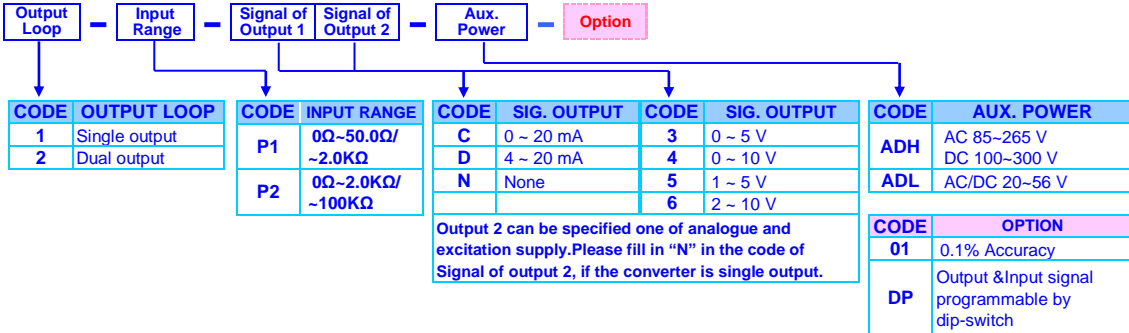 Output Loop
Input Range
Signal of Output 1
Signal of Output 2
Aux. Power
Option
CODE OUTPUT LOOP
1 Single output
2 Dual output
CODE INPUT RANGE
P1 0Ω~50.0Ω/
~2.0KΩ
P2 0Ω~2.0KΩ/
~100KΩ
CODE SIG. OUTPUT CODE SIG. OUTPUT
C 0 ~ 20 mA 3 0 ~ 5 V
D 4 ~ 20 mA 4 0 ~ 10 V
N None 5 1 ~ 5 V
6 2 ~ 10 V
Output 2 can be specified one of analogue and
excitation supply.Please fill in “N” in the code of
Signal of output 2, if the converter is single output.
CODE AUX. POWER
ADH AC 85~265 V
DC 100~300 V
ADL AC/DC 20~56 V
CODE OPTION
01 0.1% Accuracy
DP Output &Input signal
programmable by
dip-switch